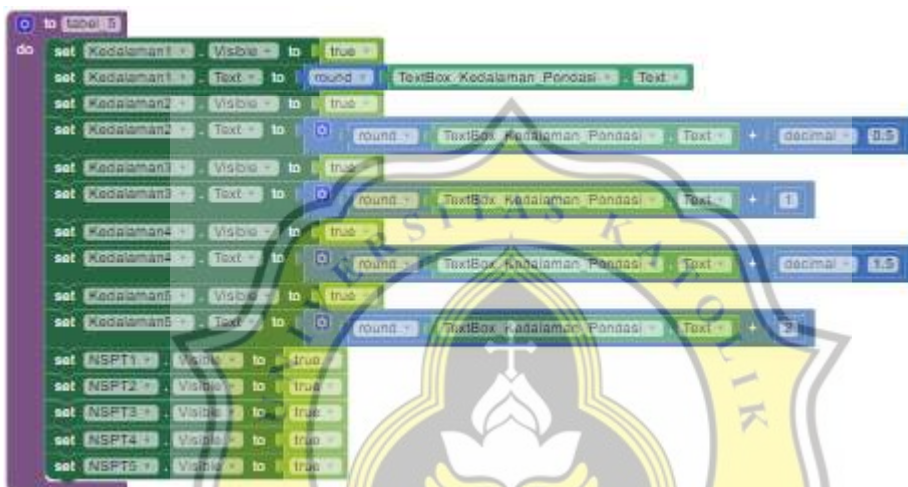 to tabel_5
do set Kedalaman1 . Visible to true
set Kedalaman1 . Text to round TextBox_Kedalaman_Pondasi . Text
set Kedalaman2 . Visible to true
set Kedalaman2 . Text to round TextBox_Kedalaman_Pondasi . Text + decimal 0.5
set Kedalaman3 . Visible to true
set Kedalaman3 . Text to round TextBox_Kedalaman_Pondasi . Text + 1
set Kedalaman4 . Visible to true
set Kedalaman4 . Text to round TextBox_Kedalaman_Pondasi . Text + decimal 1.5
set Kedalaman5 . Visible to true
set Kedalaman5 . Text to round TextBox_Kedalaman_Pondasi . Text + 2
set NSPT1 . Visible to true
set NSPT2 . Visible to true
set NSPT3 . Visible to true
set NSPT4 . Visible to true
set NSPT5 . Visible to true
ERSITAS KATOLIK